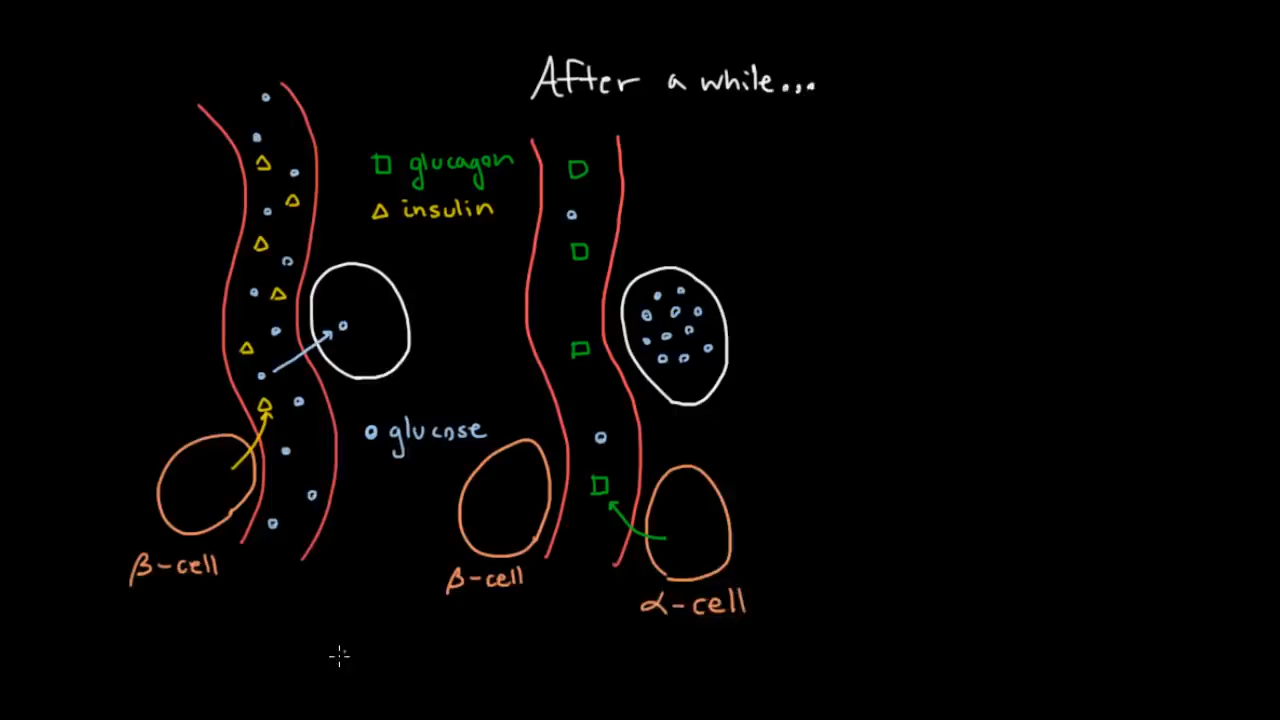 After a while...
glucagon
insulin
glucose
β-cell
β-cell
α-cell